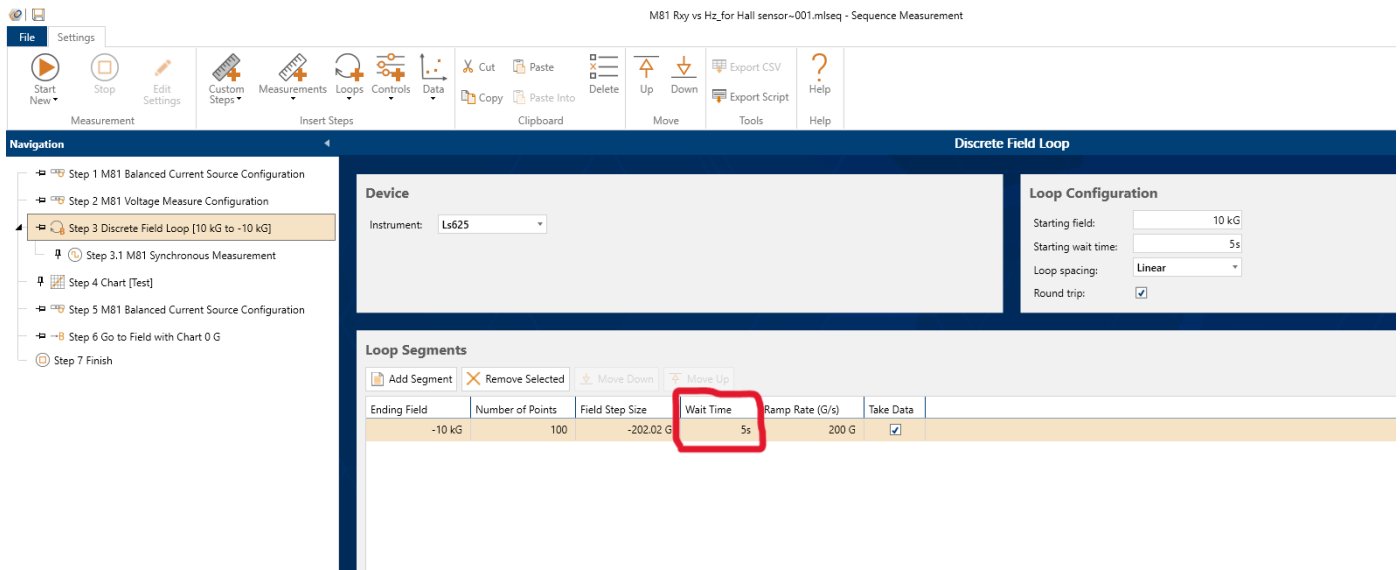 M81 Rxy vs Hz_for Hall sensor~001.mlseq - Sequence Measurement
File Settings
Start New Stop Edit Settings Custom Steps Measurements Loops Controls Data Cut Paste Copy Paste Into Delete Up Down Export CSV Export Script Help
Measurement Insert Steps Clipboard Move Tools Help
Navigation
Discrete Field Loop
Step 1 M81 Balanced Current Source Configuration
Step 2 M81 Voltage Measure Configuration
Step 3 Discrete Field Loop [10 kG to -10 kG]
Step 3.1 M81 Synchronous Measurement
Step 4 Chart [Test]
Step 5 M81 Balanced Current Source Configuration
Step 6 Go to Field with Chart 0 G
Step 7 Finish
Device
Instrument: Ls625
Loop Configuration
Starting field: 10 kG
Starting wait time: 5s
Loop spacing: Linear
Round trip:
Loop Segments
Add Segment Remove Selected Move Down Move Up
Ending Field Number of Points Field Step Size Wait Time Ramp Rate (G/s) Take Data
-10 kG 100 -202.02 G 5s 200 G